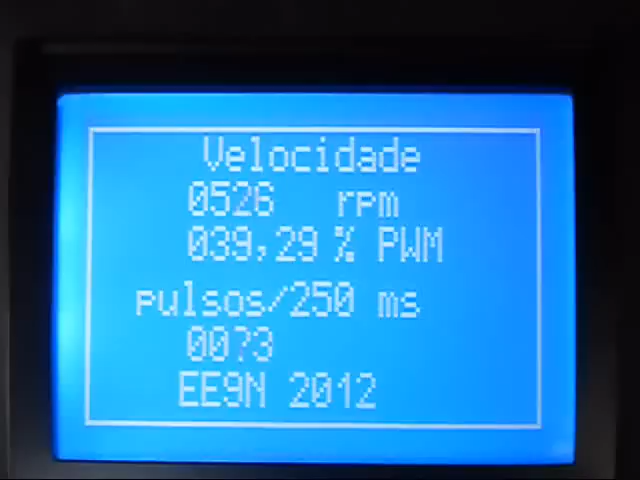 Velocidade
0526 rpm
039,29 % PWM
pulsos/250 ms
0073
EE9N 2012